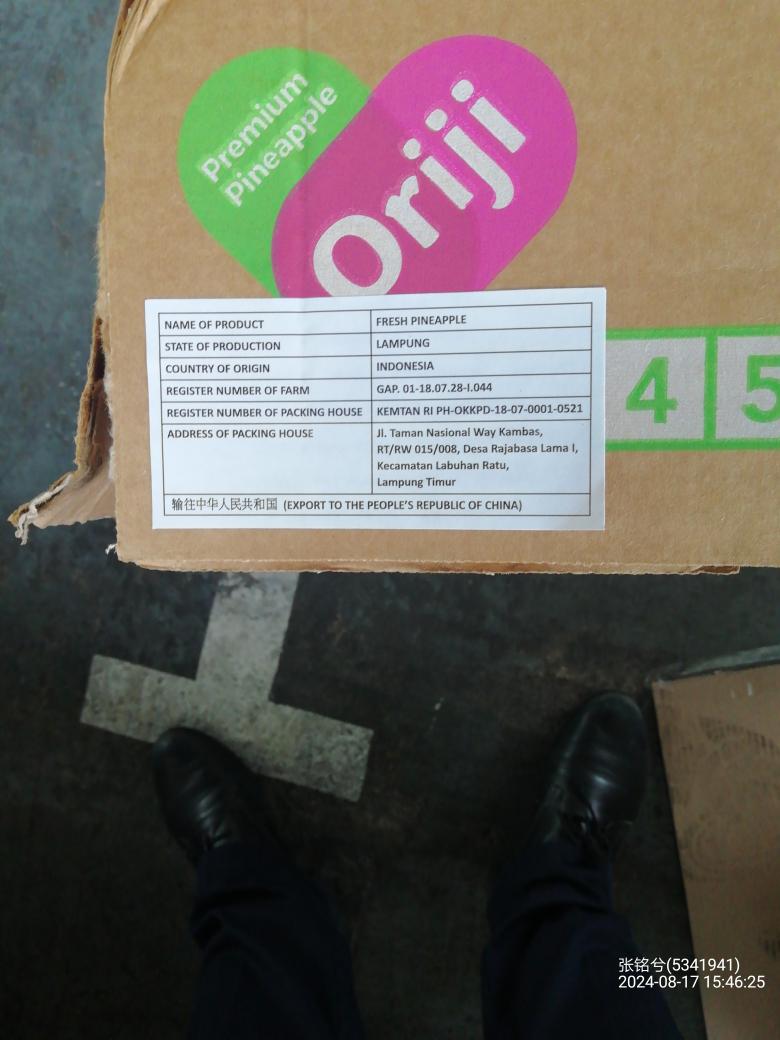 Premium
Pineapple
Oriji
NAME OF PRODUCT FRESH PINEAPPLE
STATE OF PRODUCTION LAMPUNG
COUNTRY OF ORIGIN INDONESIA
REGISTER NUMBER OF FARM GAP. 01-18.07.28-I.044
REGISTER NUMBER OF PACKING HOUSE KEMTAN RI PH-OKKPD-18-07-0001-0521
ADDRESS OF PACKING HOUSE Jl. Taman Nasional Way Kambas,
RT/RW 015/008, Desa Rajabasa Lama I,
Kecamatan Labuhan Ratu,
Lampung Timur
输往中华人民共和国 (EXPORT TO THE PEOPLE'S REPUBLIC OF CHINA)
4 5
张铭兮(5341941)
2024-08-17 15:46:25